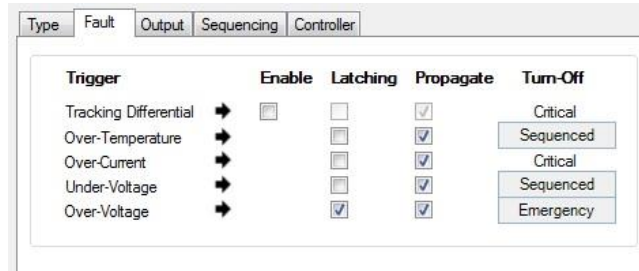 Type Fault Output Sequencing Controller
Trigger Enable Latching Propagate Turn-Off
Tracking Differential Critical
Over-Temperature Sequenced
Over-Current Critical
Under-Voltage Sequenced
Over-Voltage Emergency